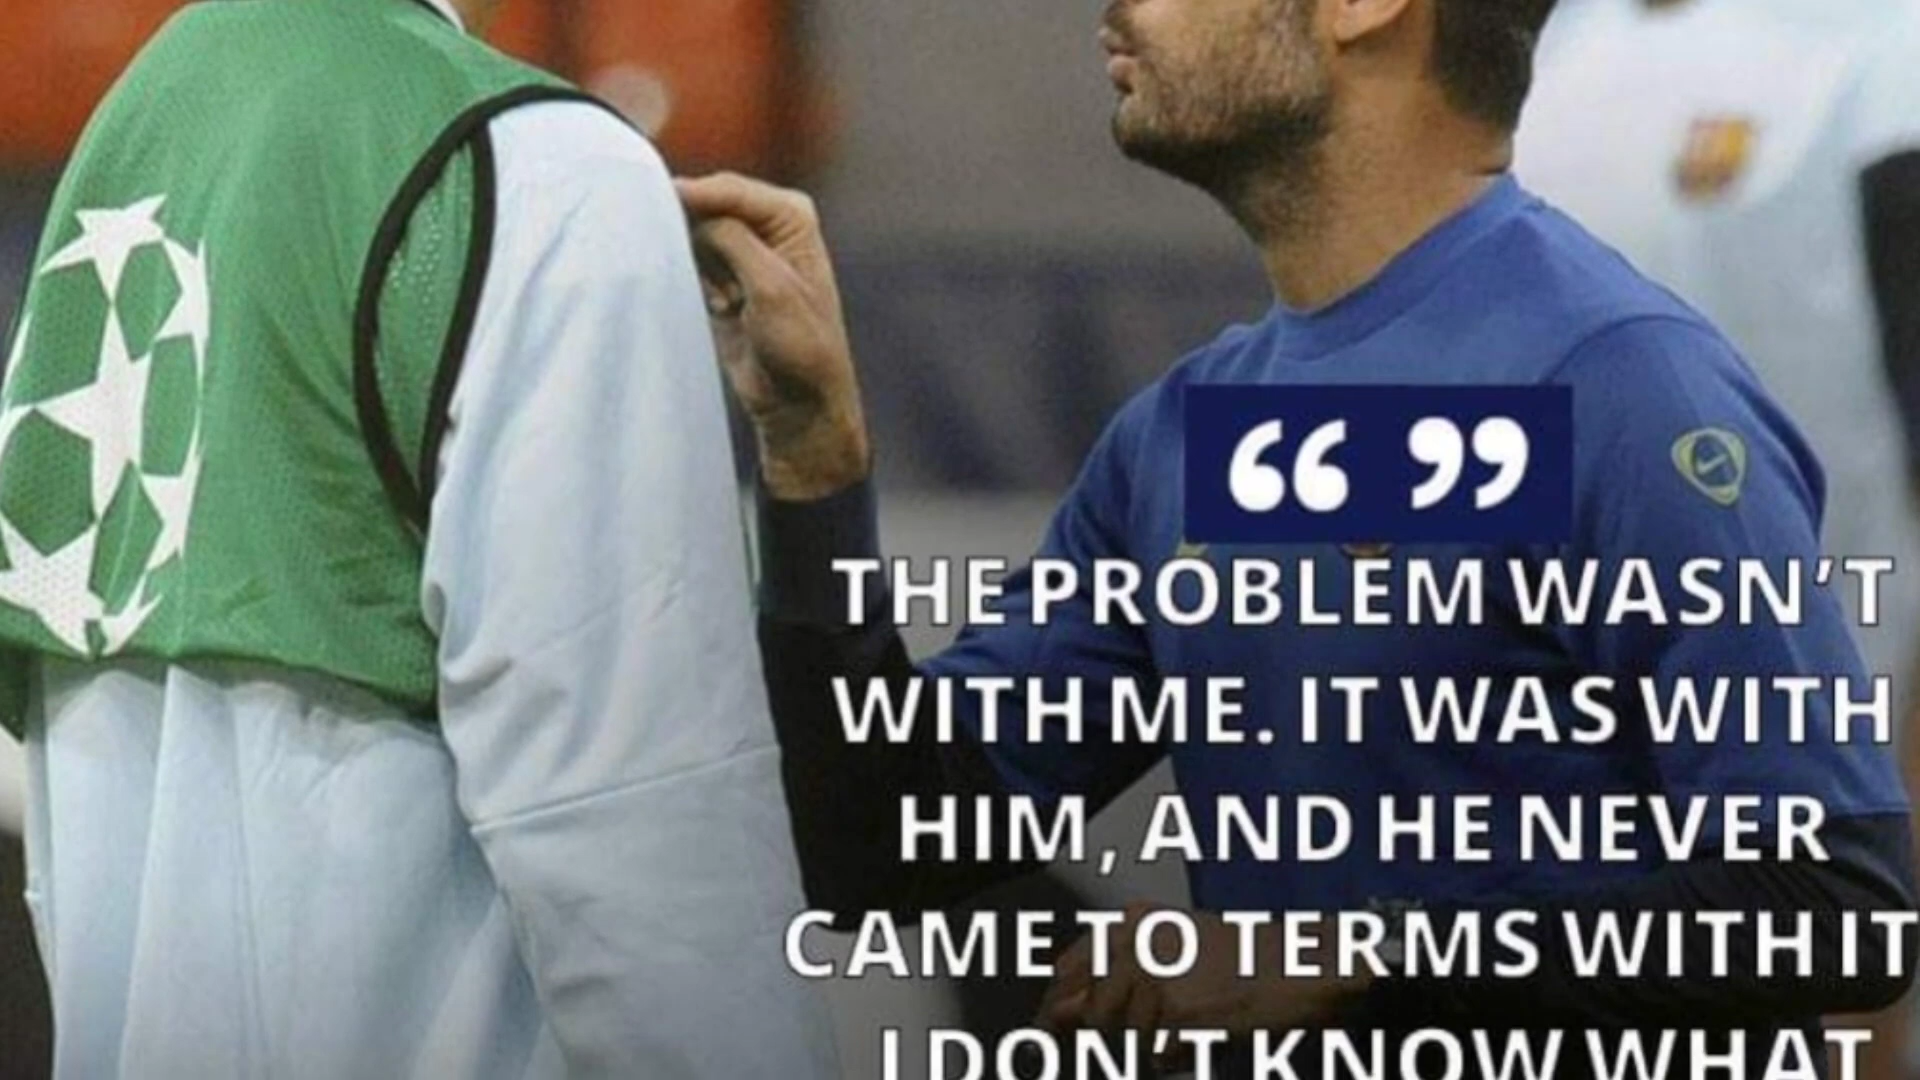 “ ”
THE PROBLEM WASN’T
WITH ME. IT WAS WITH
HIM, AND HE NEVER
CAME TO TERMS WITH IT
I DON’T KNOW WHAT